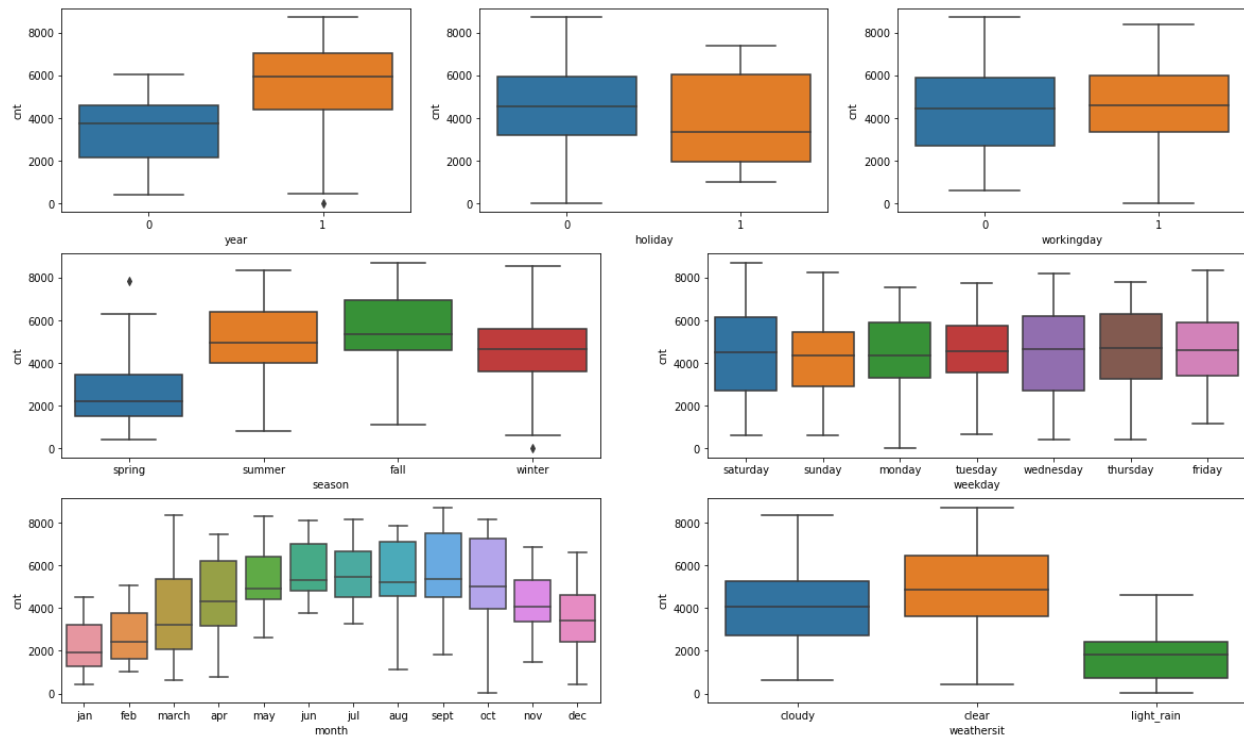 8000
6000
4000
2000
0
cnt
0 1
year
8000
6000
4000
2000
0
cnt
0 1
holiday
8000
6000
4000
2000
0
cnt
0 1
workingday
8000
6000
4000
2000
0
cnt
spring summer fall winter
season
8000
6000
4000
2000
0
cnt
saturday sunday monday tuesday wednesday thursday friday
weekday
8000
6000
4000
2000
0
cnt
jan feb march apr may jun jul aug sept oct nov dec
month
8000
6000
4000
2000
0
cnt
cloudy clear light_rain
weathersit